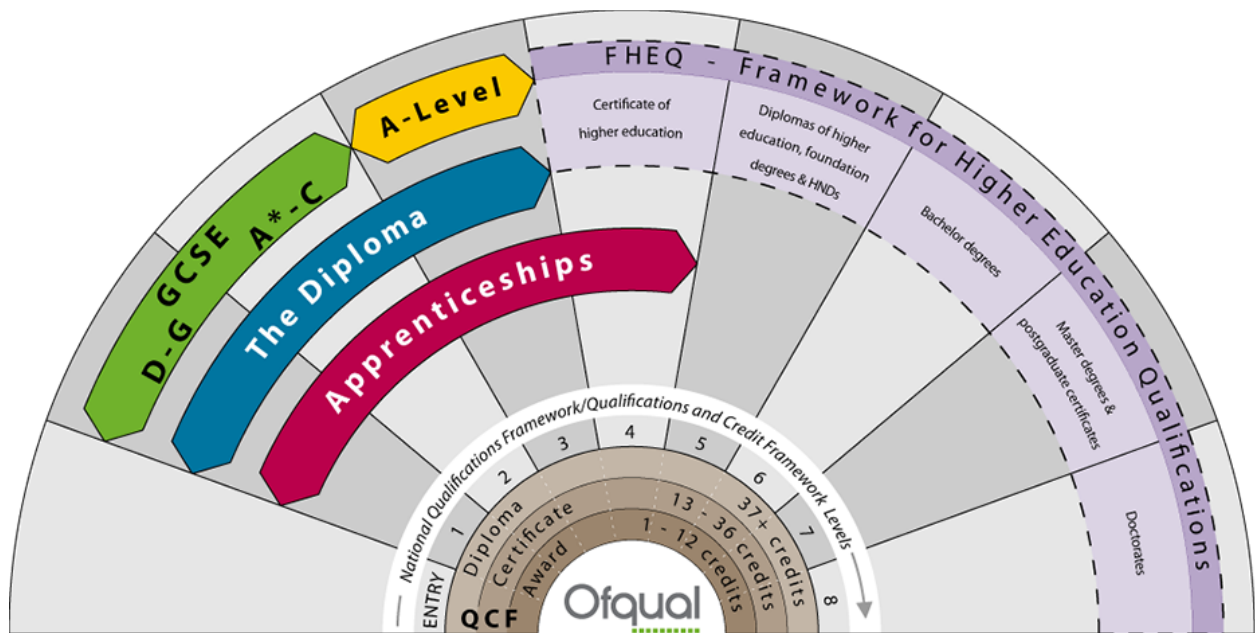 FHEQ - Framework for Higher Education Qualifications
A-Level
GCSE
D-G A*-C
The Diploma
Apprenticeships
Certificate of
higher education
Diplomas of higher
education, foundation
degrees & HNDs
Bachelor degrees
Master degrees &
postgraduate certificates
Doctorates
National Qualifications Framework/Qualifications and Credit Framework Levels
ENTRY
1
2
3
4
5
6
7
8
Diploma
37+ credits
Certificate
13 - 36 credits
Award
1 - 12 credits
QCF
Ofqual